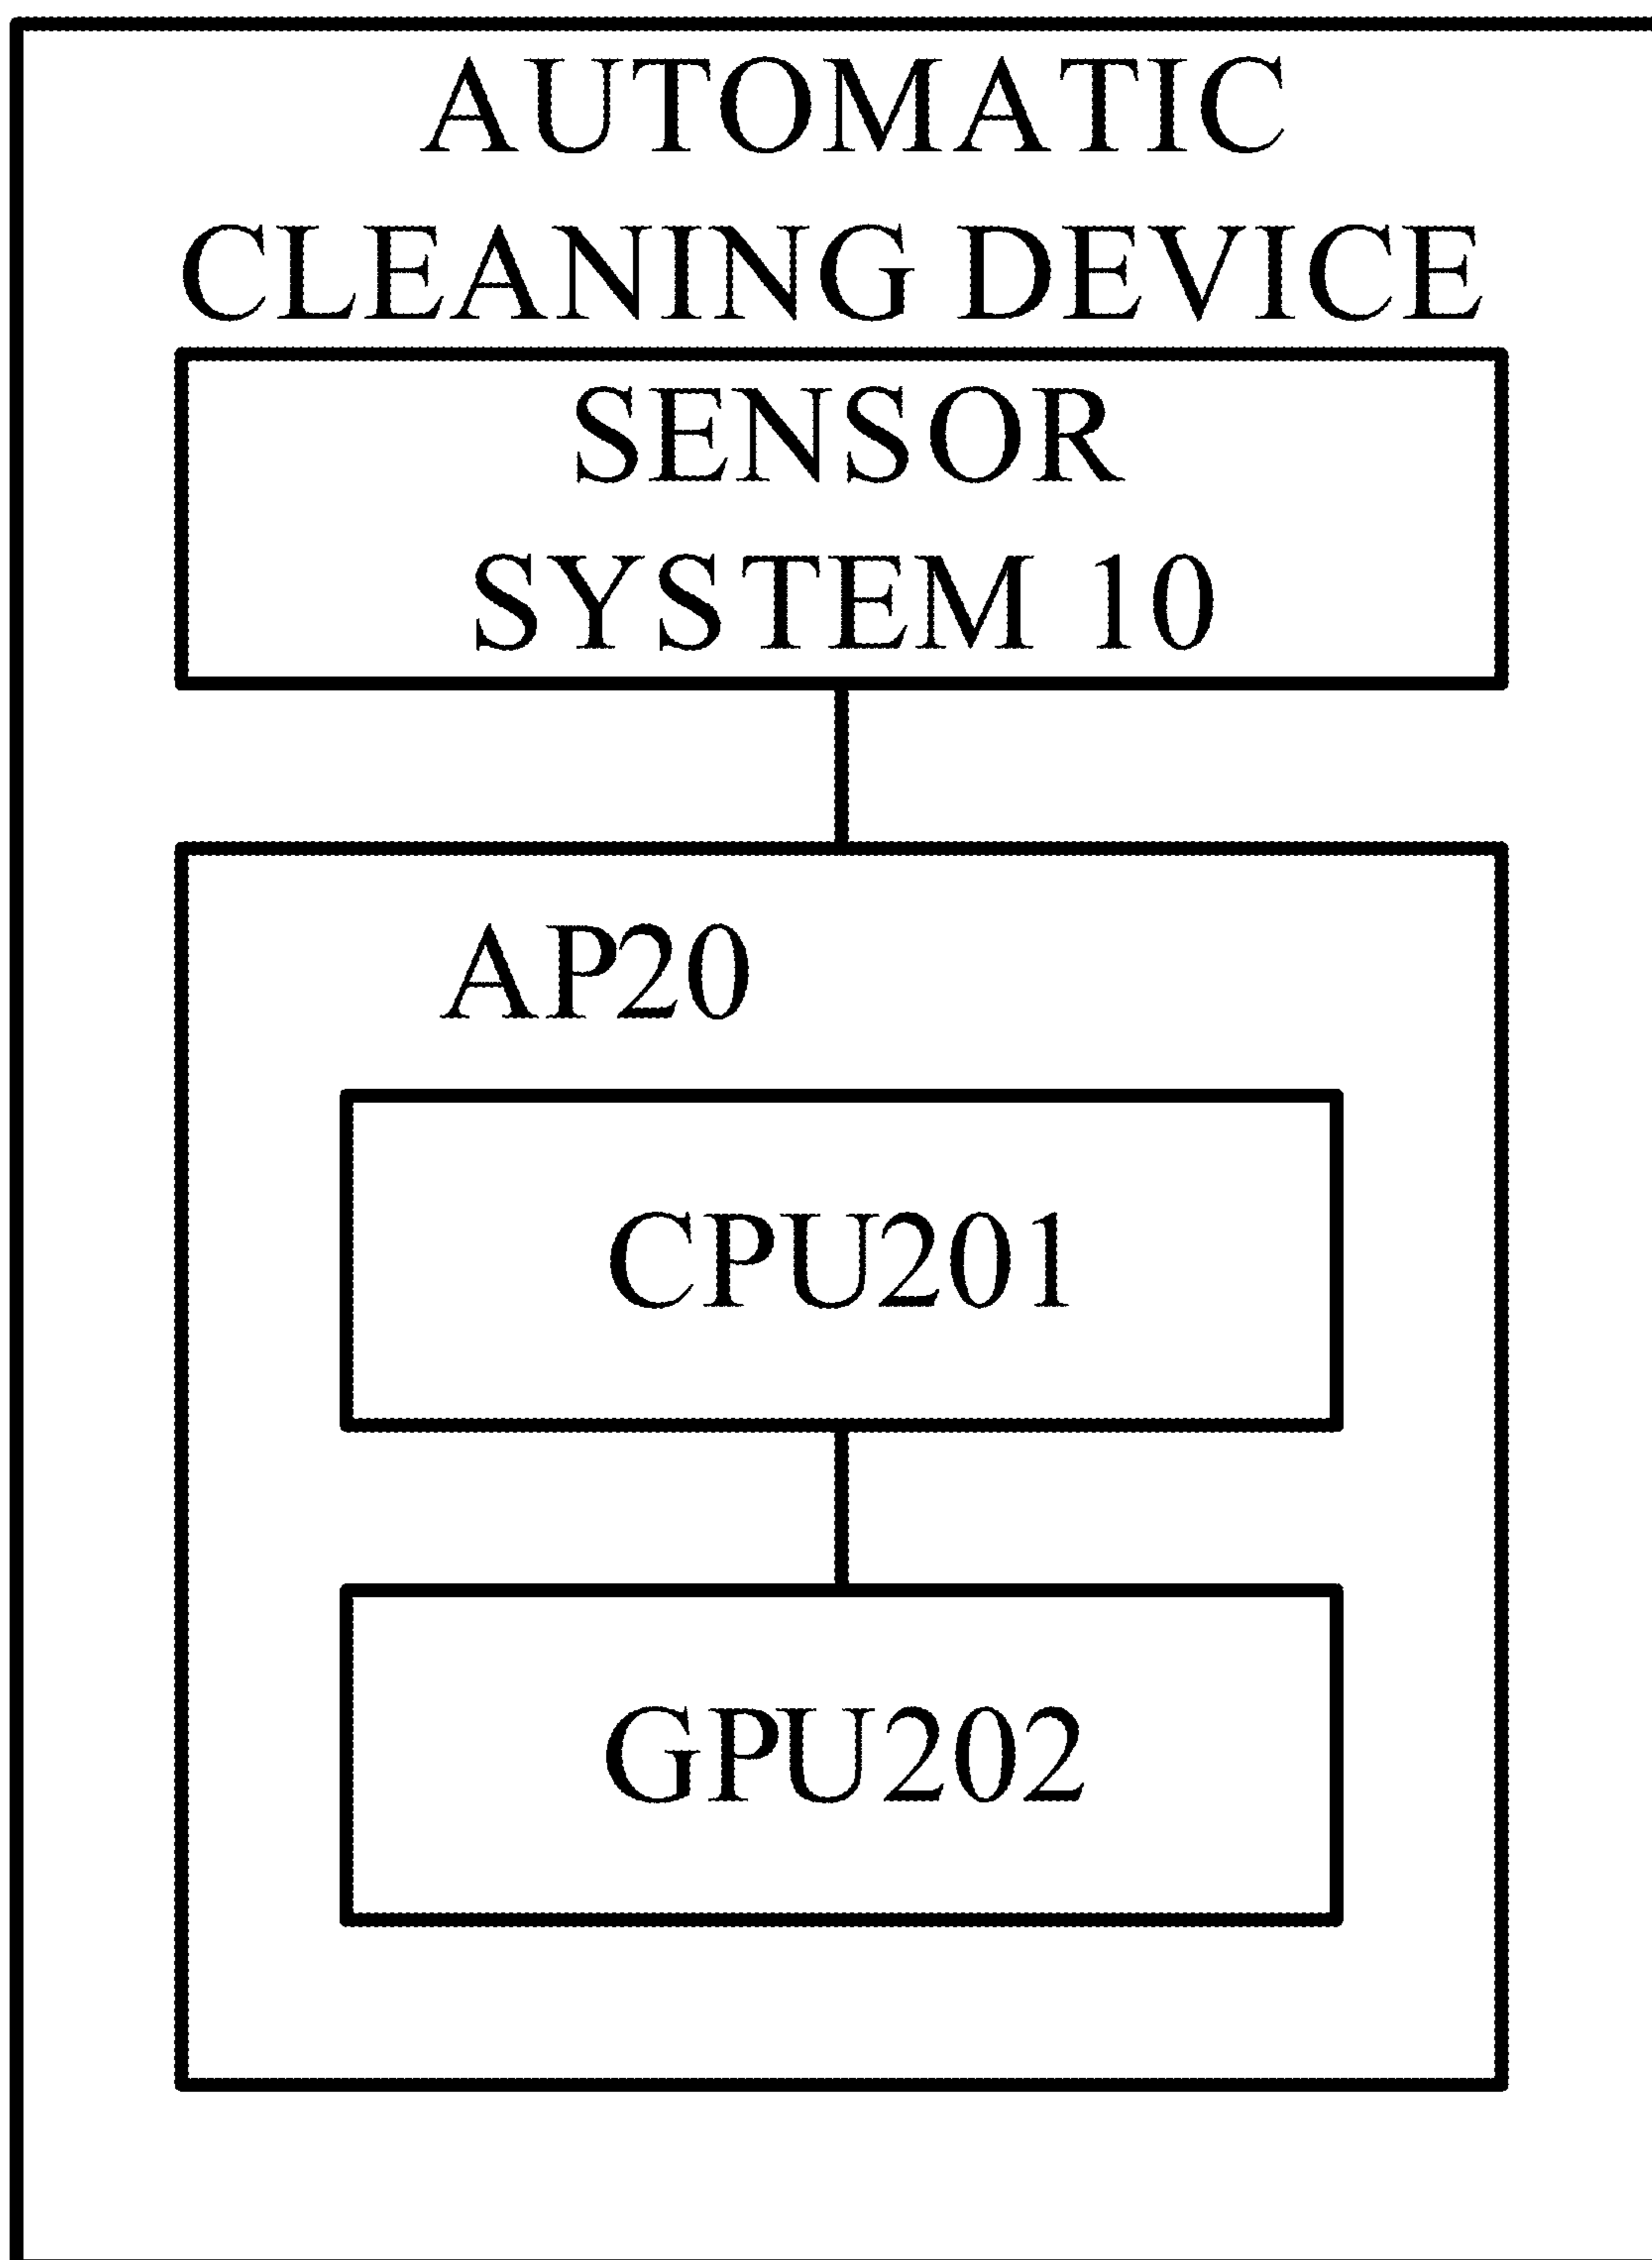 AUTOMATIC
CLEANING DEVICE
SENSOR
SYSTEM 10
AP20
CPU201
GPU202